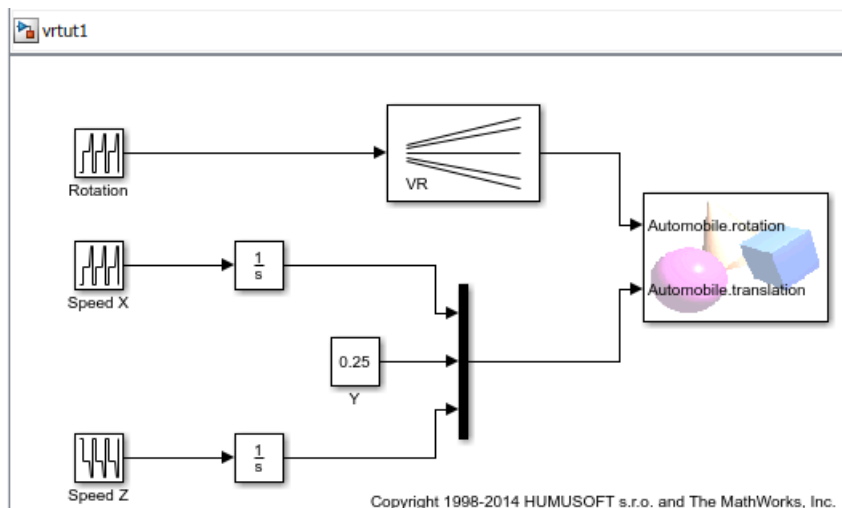 vrtut1
Rotation
VR
Automobile.rotation
Speed X
1
s
Automobile.translation
0.25
Y
Speed Z
1
s
Copyright 1998-2014 HUMUSOFT s.r.o. and The MathWorks, Inc.